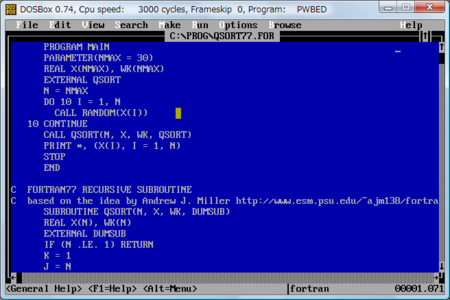 DOSBox 0.74, Cpu speed: 3000 cycles, Frameskip 0, Program: PWBED
File Edit View Search Make Run Options Browse Help
C:\PROG\QSORT77.FOR
PROGRAM MAIN
PARAMETER(NMAX = 30)
REAL X(NMAX), WK(NMAX)
EXTERNAL QSORT
N = NMAX
DO 10 I = 1, N
CALL RANDOM(X(I))
10 CONTINUE
CALL QSORT(N, X, WK, QSORT)
PRINT *, (X(I), I = 1, N)
STOP
END
C FORTRAN77 RECURSIVE SUBROUTINE
C based on the idea by Andrew J. Miller http://www.esm.psu.edu/~ajm138/fortra
SUBROUTINE QSORT(N, X, WK, DUMSUB)
REAL X(N), WK(N)
EXTERNAL DUMSUB
IF (N .LE. 1) RETURN
K = 1
J = N
<General Help> <F1=Help> <Alt=Menu> fortran 00001.071